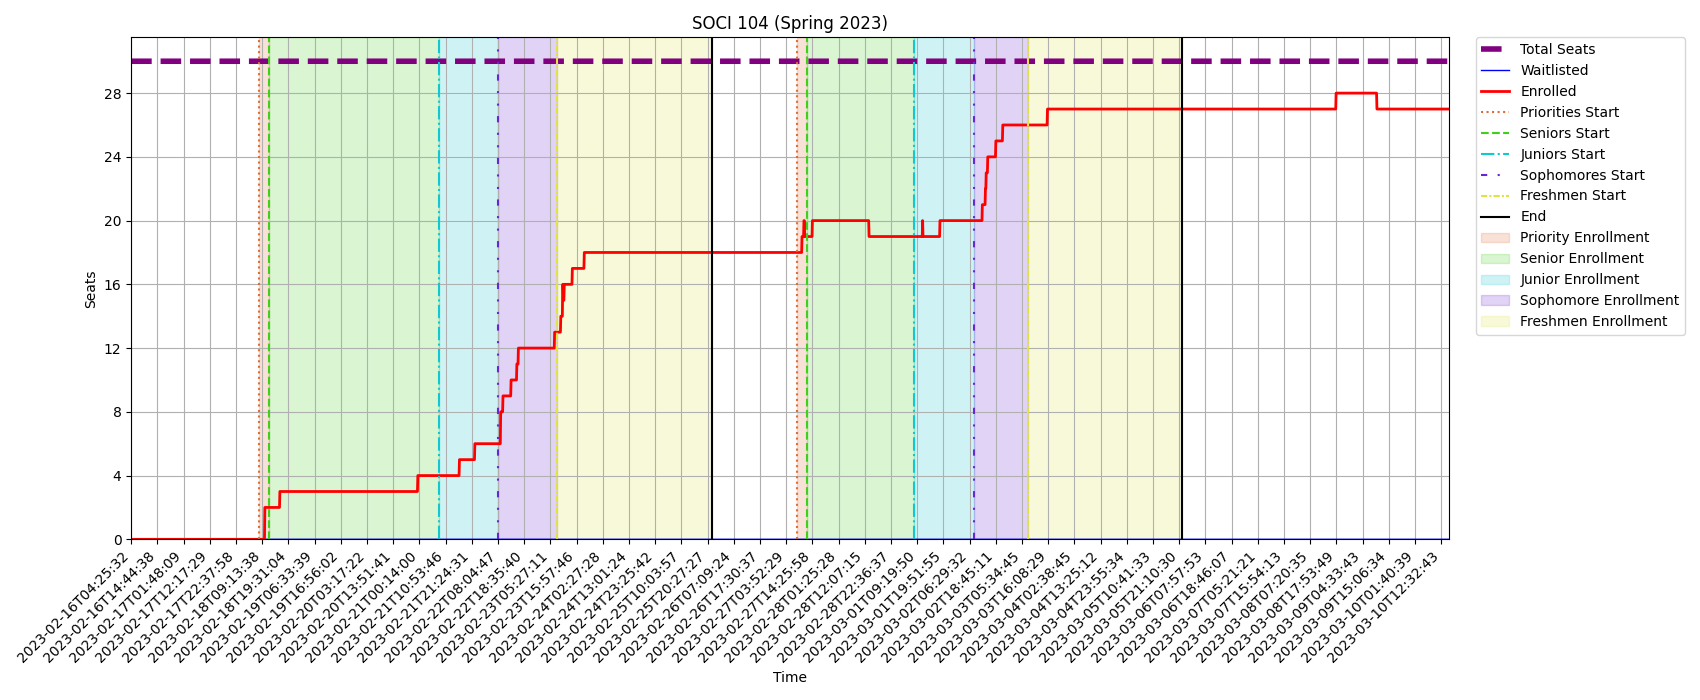 SOCI 104 (Spring 2023)
Seats
28
24
20
16
12
8
4
0
2023-02-16T04:25:32
2023-02-16T14:44:38
2023-02-17T01:48:09
2023-02-17T12:17:29
2023-02-17T22:37:58
2023-02-18T09:13:38
2023-02-18T19:31:04
2023-02-19T06:33:39
2023-02-19T16:56:02
2023-02-20T03:17:22
2023-02-20T13:51:41
2023-02-21T00:14:00
2023-02-21T10:53:46
2023-02-21T21:24:31
2023-02-22T08:04:47
2023-02-22T18:35:40
2023-02-23T05:27:11
2023-02-23T15:57:46
2023-02-24T02:27:28
2023-02-24T13:01:24
2023-02-24T23:25:42
2023-02-25T10:03:57
2023-02-25T20:27:27
2023-02-26T07:09:24
2023-02-26T17:30:37
2023-02-27T03:52:29
2023-02-27T14:25:58
2023-02-28T01:25:28
2023-02-28T12:07:15
2023-02-28T22:36:37
2023-03-01T09:19:50
2023-03-01T19:51:55
2023-03-02T06:29:32
2023-03-02T18:45:11
2023-03-03T05:34:45
2023-03-03T16:08:29
2023-03-04T02:38:45
2023-03-04T13:25:12
2023-03-04T23:55:34
2023-03-05T10:41:33
2023-03-05T21:10:30
2023-03-06T07:57:53
2023-03-06T18:46:07
2023-03-07T05:21:21
2023-03-07T15:54:13
2023-03-08T07:20:35
2023-03-08T17:53:49
2023-03-09T04:33:43
2023-03-09T15:06:34
2023-03-10T01:40:39
2023-03-10T12:32:43
Time
Total Seats
Waitlisted
Enrolled
Priorities Start
Seniors Start
Juniors Start
Sophomores Start
Freshmen Start
End
Priority Enrollment
Senior Enrollment
Junior Enrollment
Sophomore Enrollment
Freshmen Enrollment